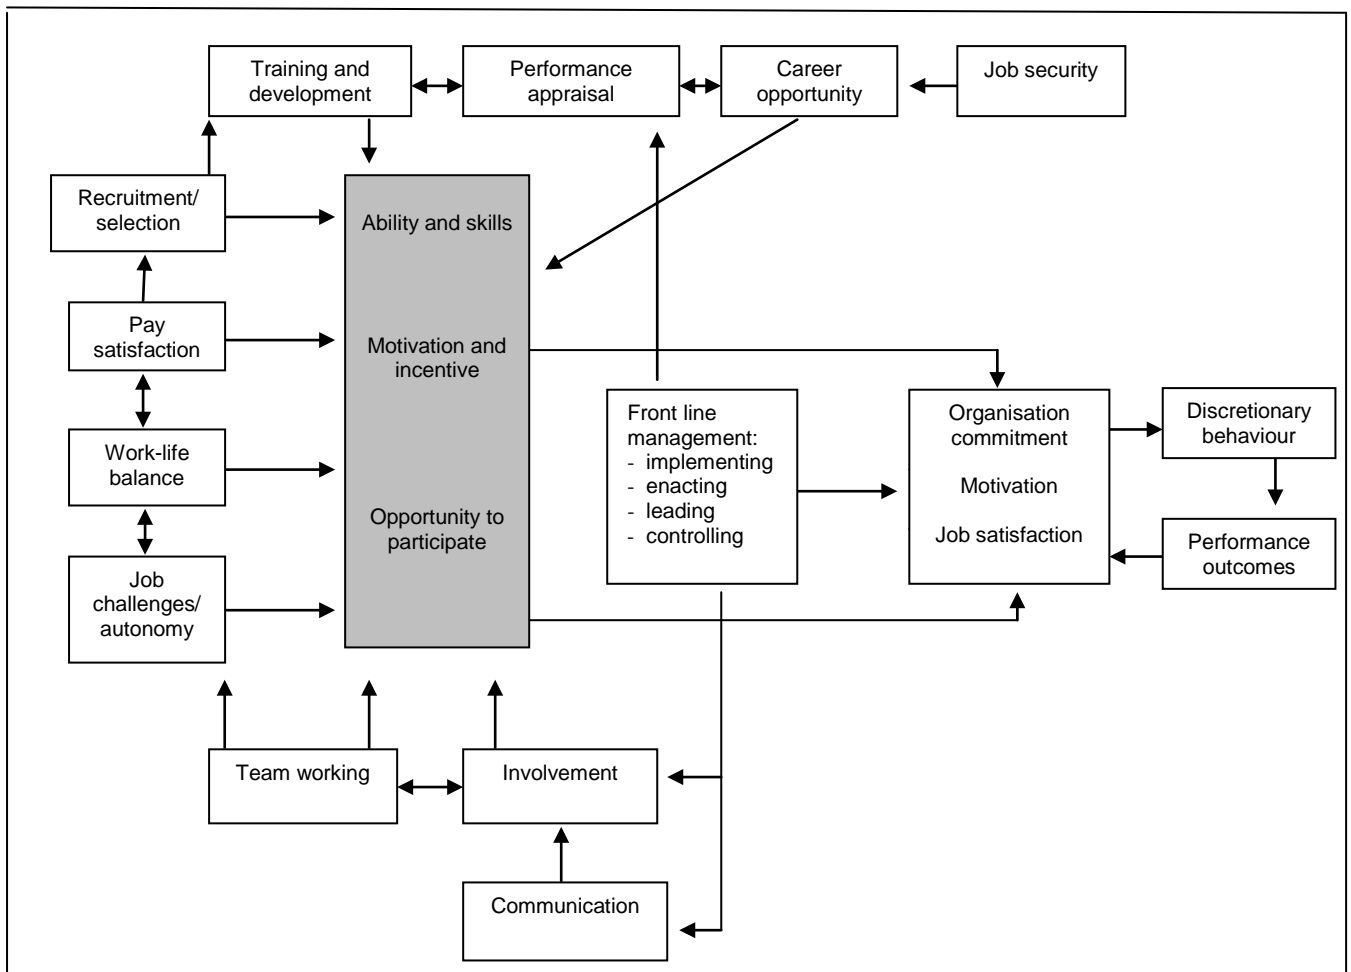 Training and
development
Performance
appraisal
Career
opportunity
Job security
Recruitment/
selection
Ability and skills
Pay
satisfaction
Motivation and
incentive
Work-life
balance
Opportunity to
participate
Job
challenges/
autonomy
Front line
management:
- implementing
- enacting
- leading
- controlling
Organisation
commitment
Motivation
Job satisfaction
Discretionary
behaviour
Performance
outcomes
Team working
Involvement
Communication